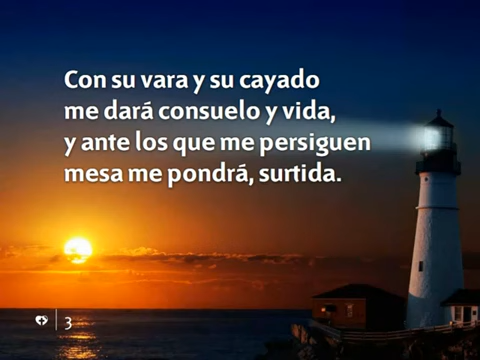 Con su vara y su cayado
me dará consuelo y vida,
y ante los que me persiguen
mesa me pondrá, surtida.
3